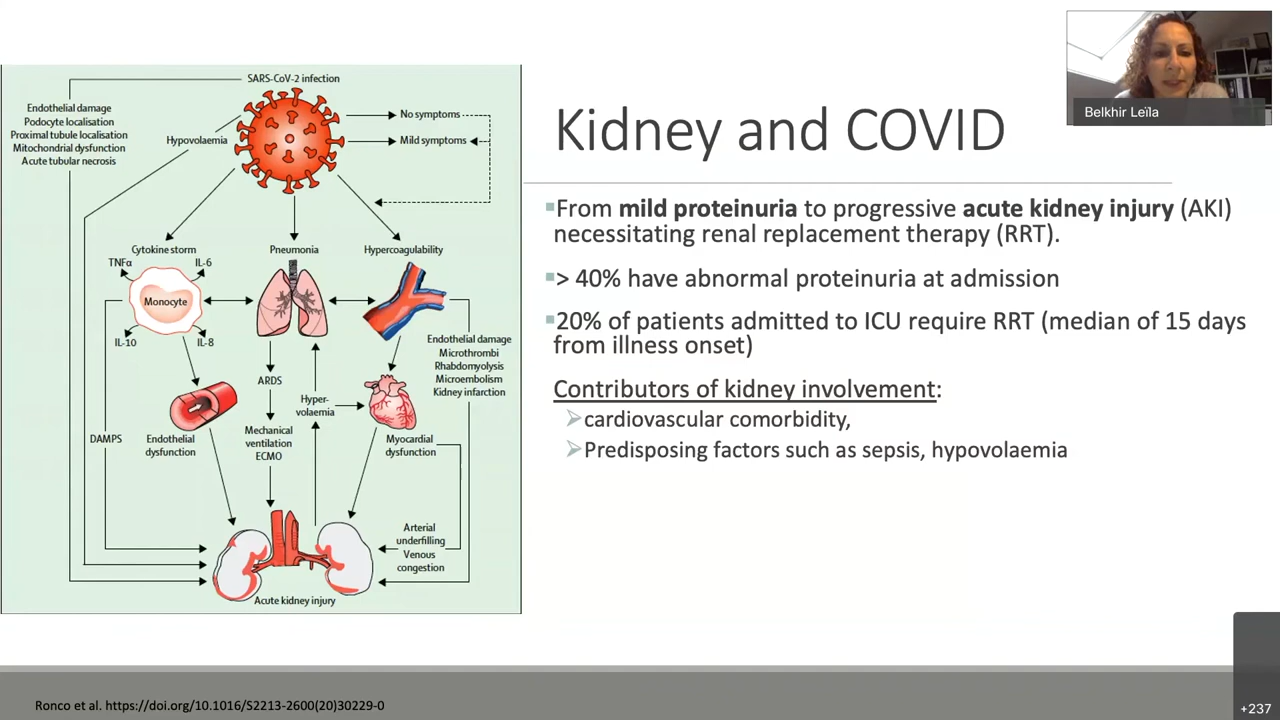 SARS-CoV-2 infection
Endothelial damage
Podocyte localisation
Proximal tubule localisation
Mitochondrial dysfunction
Acute tubular necrosis
Hypovolaemia
No symptoms
Mild symptoms
Cytokine storm
Pneumonia
Hypercoagulability
TNFα
IL-6
Monocyte
IL-10
IL-8
Endothelial damage
Microthrombi
Rhabdomyolysis
Microembolism
Kidney infarction
ARDS
Hyper-
volaemia
DAMPS
Endothelial
dysfunction
Mechanical
ventilation
ECMO
Myocardial
dysfunction
Arterial
underfilling
Venous
congestion
Acute kidney injury
Belkhir Leïla
Kidney and COVID
From mild proteinuria to progressive acute kidney injury (AKI)
necessitating renal replacement therapy (RRT).
> 40% have abnormal proteinuria at admission
20% of patients admitted to ICU require RRT (median of 15 days
from illness onset)
Contributors of kidney involvement:
cardiovascular comorbidity,
Predisposing factors such as sepsis, hypovolaemia
Ronco et al. https://doi.org/10.1016/S2213-2600(20)30229-0
+237